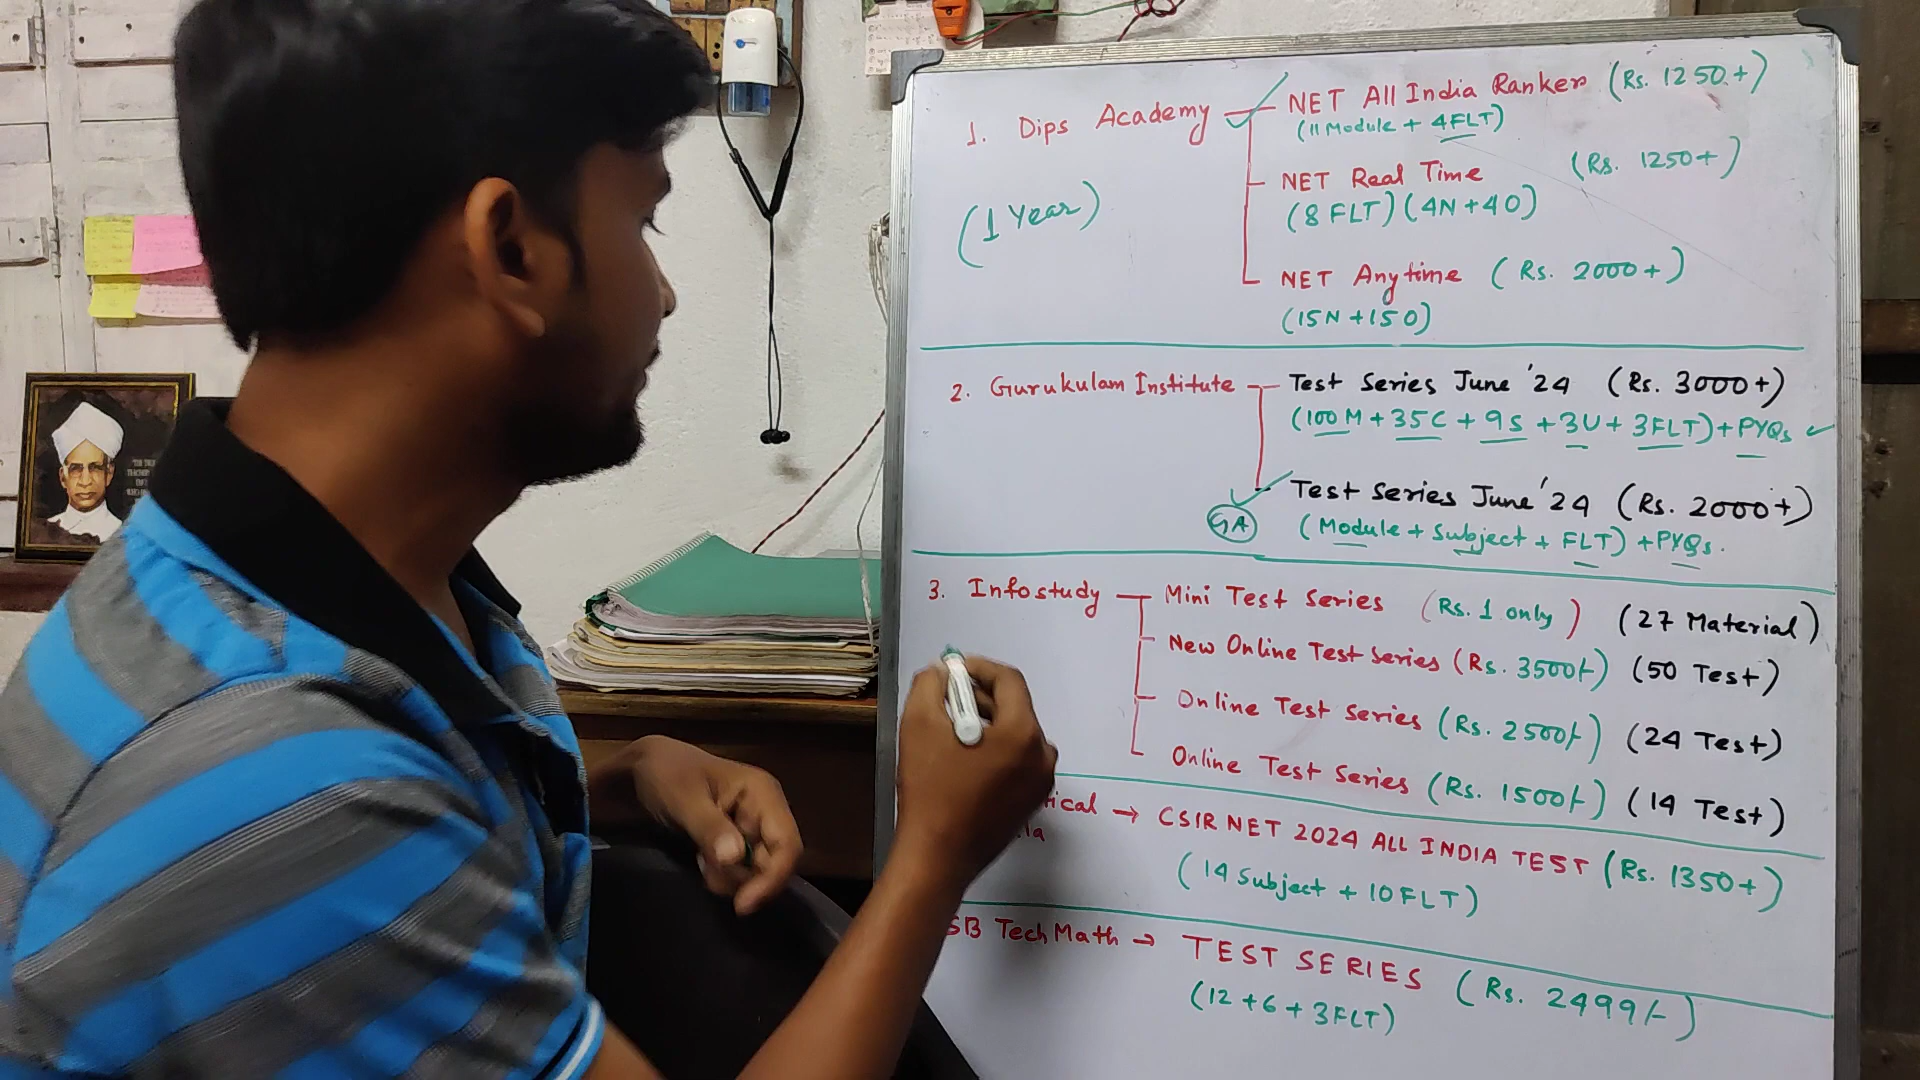 1. Dips Academy — NET All India Ranker (Rs. 1250+)
(11 Module + 4FLT)
NET Real Time (Rs. 1250+)
(8 FLT) (4N+4O)
(1 Year)
NET Anytime (Rs. 2000+)
(15N+15O)
2. Gurukulam Institute — Test Series June '24 (Rs. 3000+)
(100M + 35C + 9S + 3U + 3FLT) + PYQs
Test Series June '24 (Rs. 2000+)
GA (Module + Subject + FLT) + PYQs.
3. Infostudy — Mini Test Series (Rs. 1 only) (27 Material)
New Online Test Series (Rs. 3500/-) (50 Test)
Online Test Series (Rs. 2500/-) (24 Test)
Online Test Series (Rs. 1500/-) (14 Test)
ical → CSIR NET 2024 ALL INDIA TEST (Rs. 1350+)
la
(14 Subject + 10FLT)
SB TechMath → TEST SERIES (Rs. 2499/-)
(12+6+3FLT)